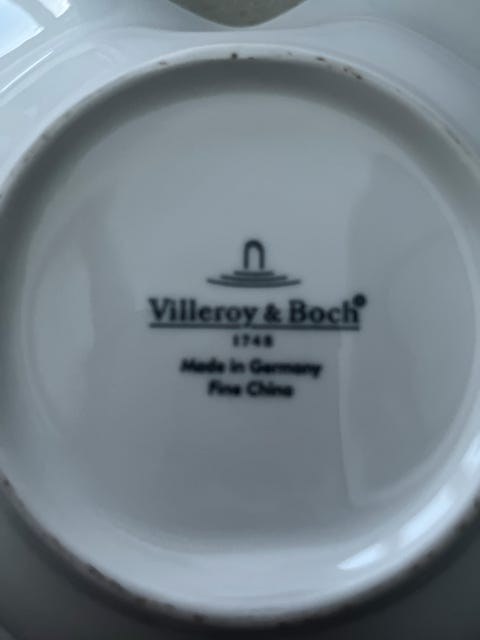 Villeroy & Boch®
1748
Made in Germany
Fine China